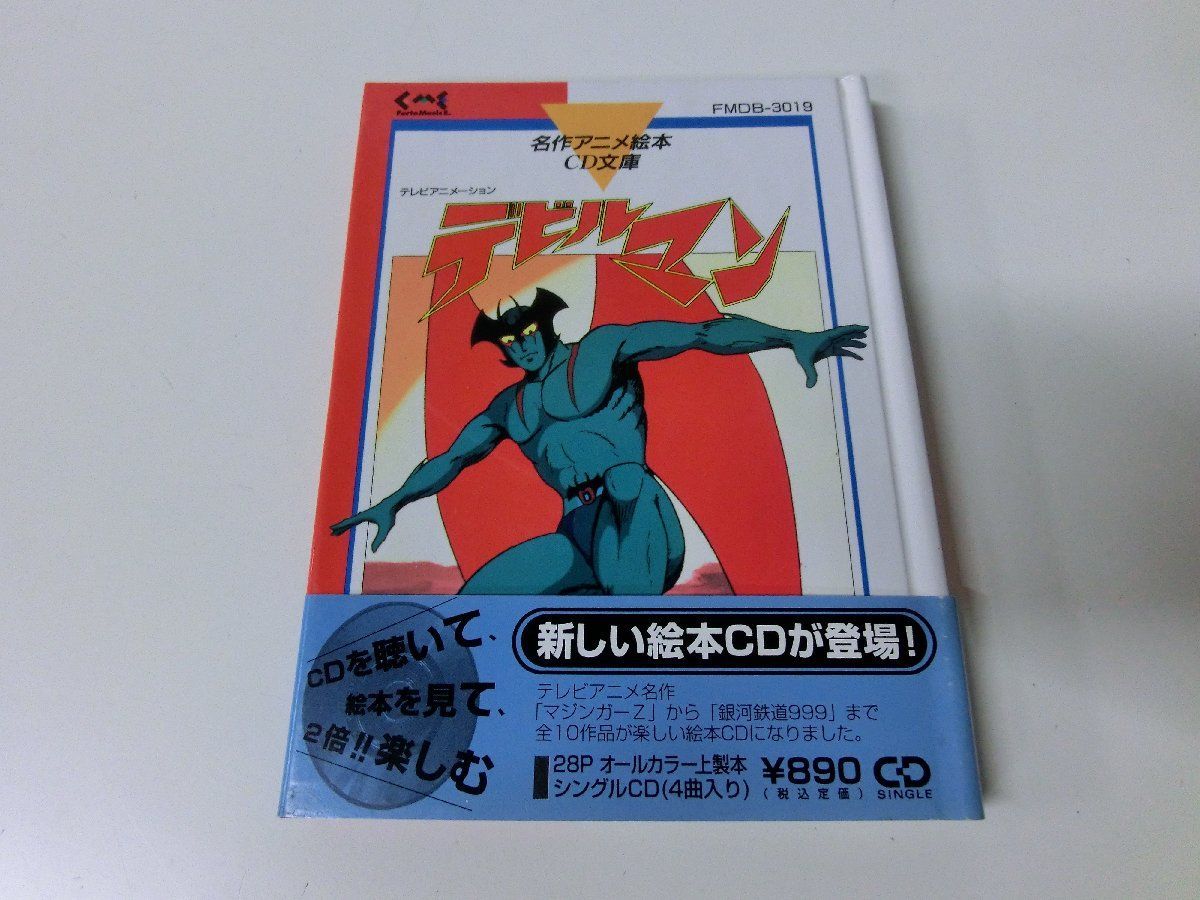 PortaMusic E.
FMDB-3019
名作アニメ絵本
CD文庫
テレビアニメーション
デビルマン
CDを聴いて、
絵本を見て、
2倍!!楽しむ
新しい絵本CDが登場!
テレビアニメ名作
「マジンガーZ」から「銀河鉄道999」まで
全10作品が楽しい絵本CDになりました。
28P オールカラー上製本
シングルCD(4曲入り)
¥890
(税込定価)
CD
SINGLE